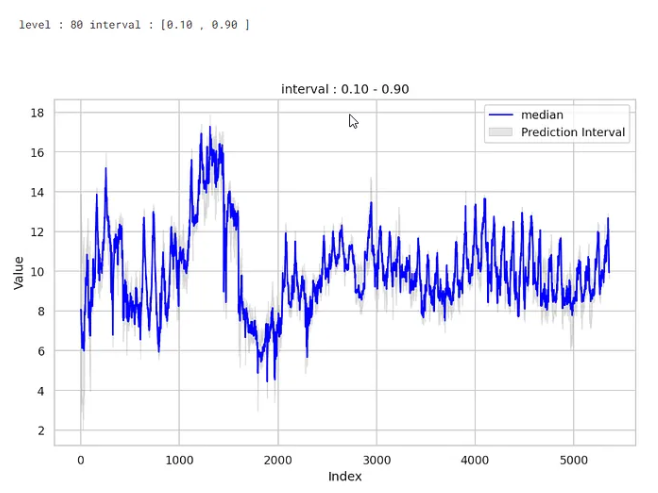 level : 80 interval : [0.10 , 0.90 ]
interval : 0.10 - 0.90
median
Prediction Interval
18
16
14
12
10
8
6
4
2
Value
0
1000
2000
3000
4000
5000
Index